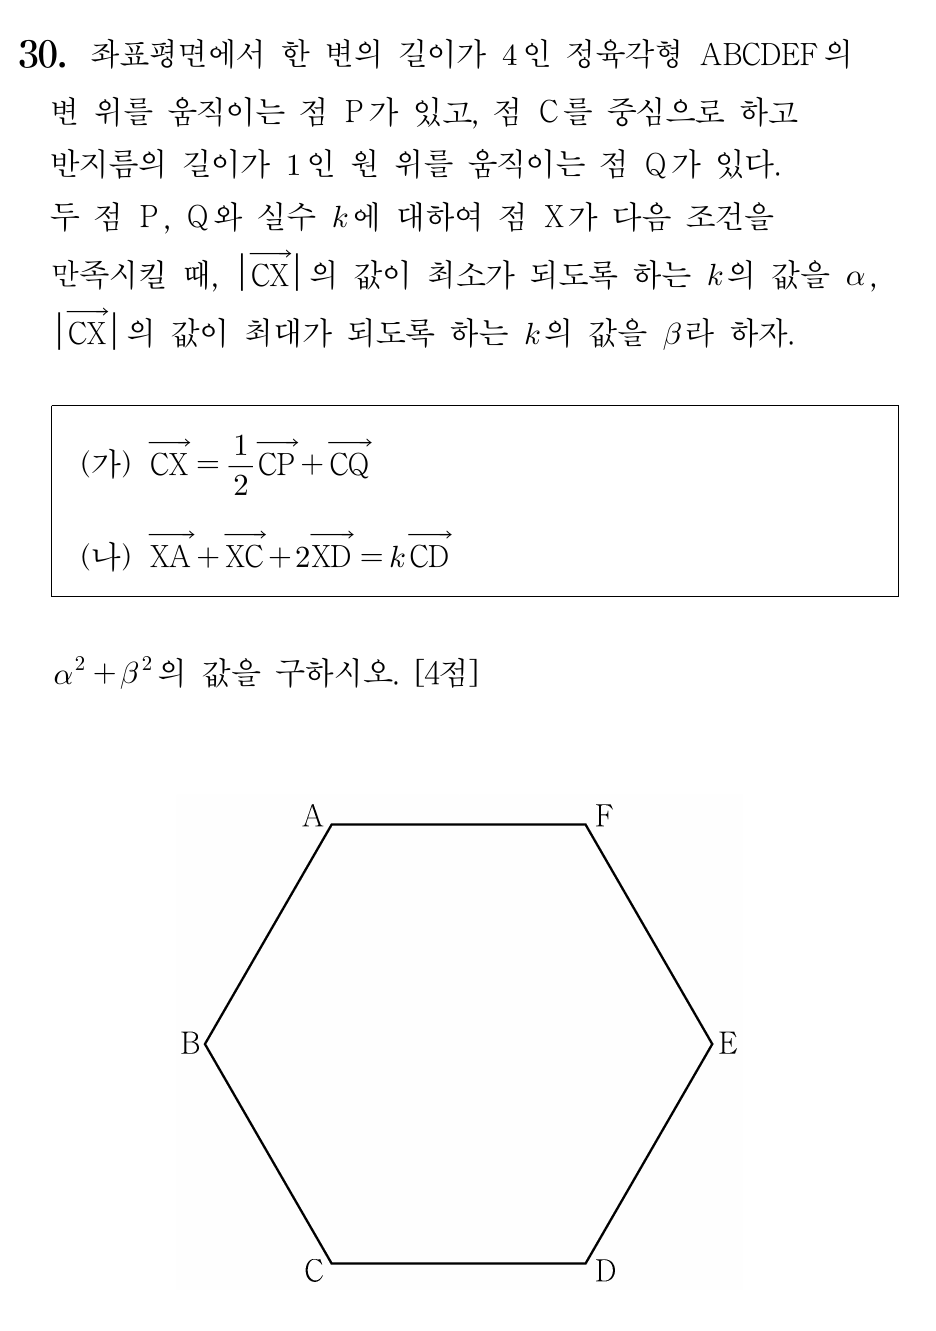 30. 좌표평면에서 한 변의 길이가 4인 정육각형 ABCDEF의
변 위를 움직이는 점 P가 있고, 점 C를 중심으로 하고
반지름의 길이가 1인 원 위를 움직이는 점 Q가 있다.
두 점 P, Q와 실수 k에 대하여 점 X가 다음 조건을
만족시킬 때, |$\overrightarrow{CX}$|의 값이 최소가 되도록 하는 k의 값을 α,
|$\overrightarrow{CX}$|의 값이 최대가 되도록 하는 k의 값을 β라 하자.
(가) $\overrightarrow{CX} = \frac{1}{2}\overrightarrow{CP} + \overrightarrow{CQ}$
(나) $\overrightarrow{XA} + \overrightarrow{XC} + 2\overrightarrow{XD} = k\overrightarrow{CD}$
α² + β²의 값을 구하시오. [4점]
A F
B E
C D